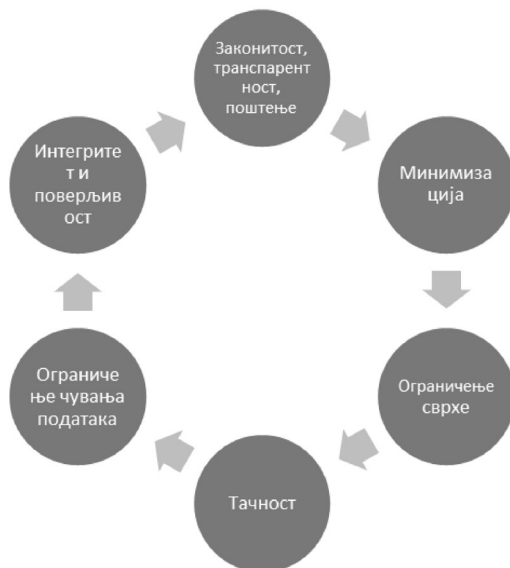 Законитост,
транспарент
ност,
поштење
Минимиза
ција
Ограничење
сврхе
Тачност
Ограниче
ње чувања
података
Интегрите
т и
поверљив
ост